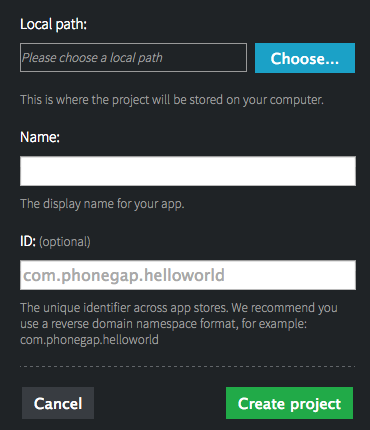 Local path:
Please choose a local path
Choose...
This is where the project will be stored on your computer.
Name:
The display name for your app.
ID: (optional)
com.phonegap.helloworld
The unique identifier across app stores. We recommend you
use a reverse domain namespace format, for example:
com.phonegap.helloworld
Cancel
Create project